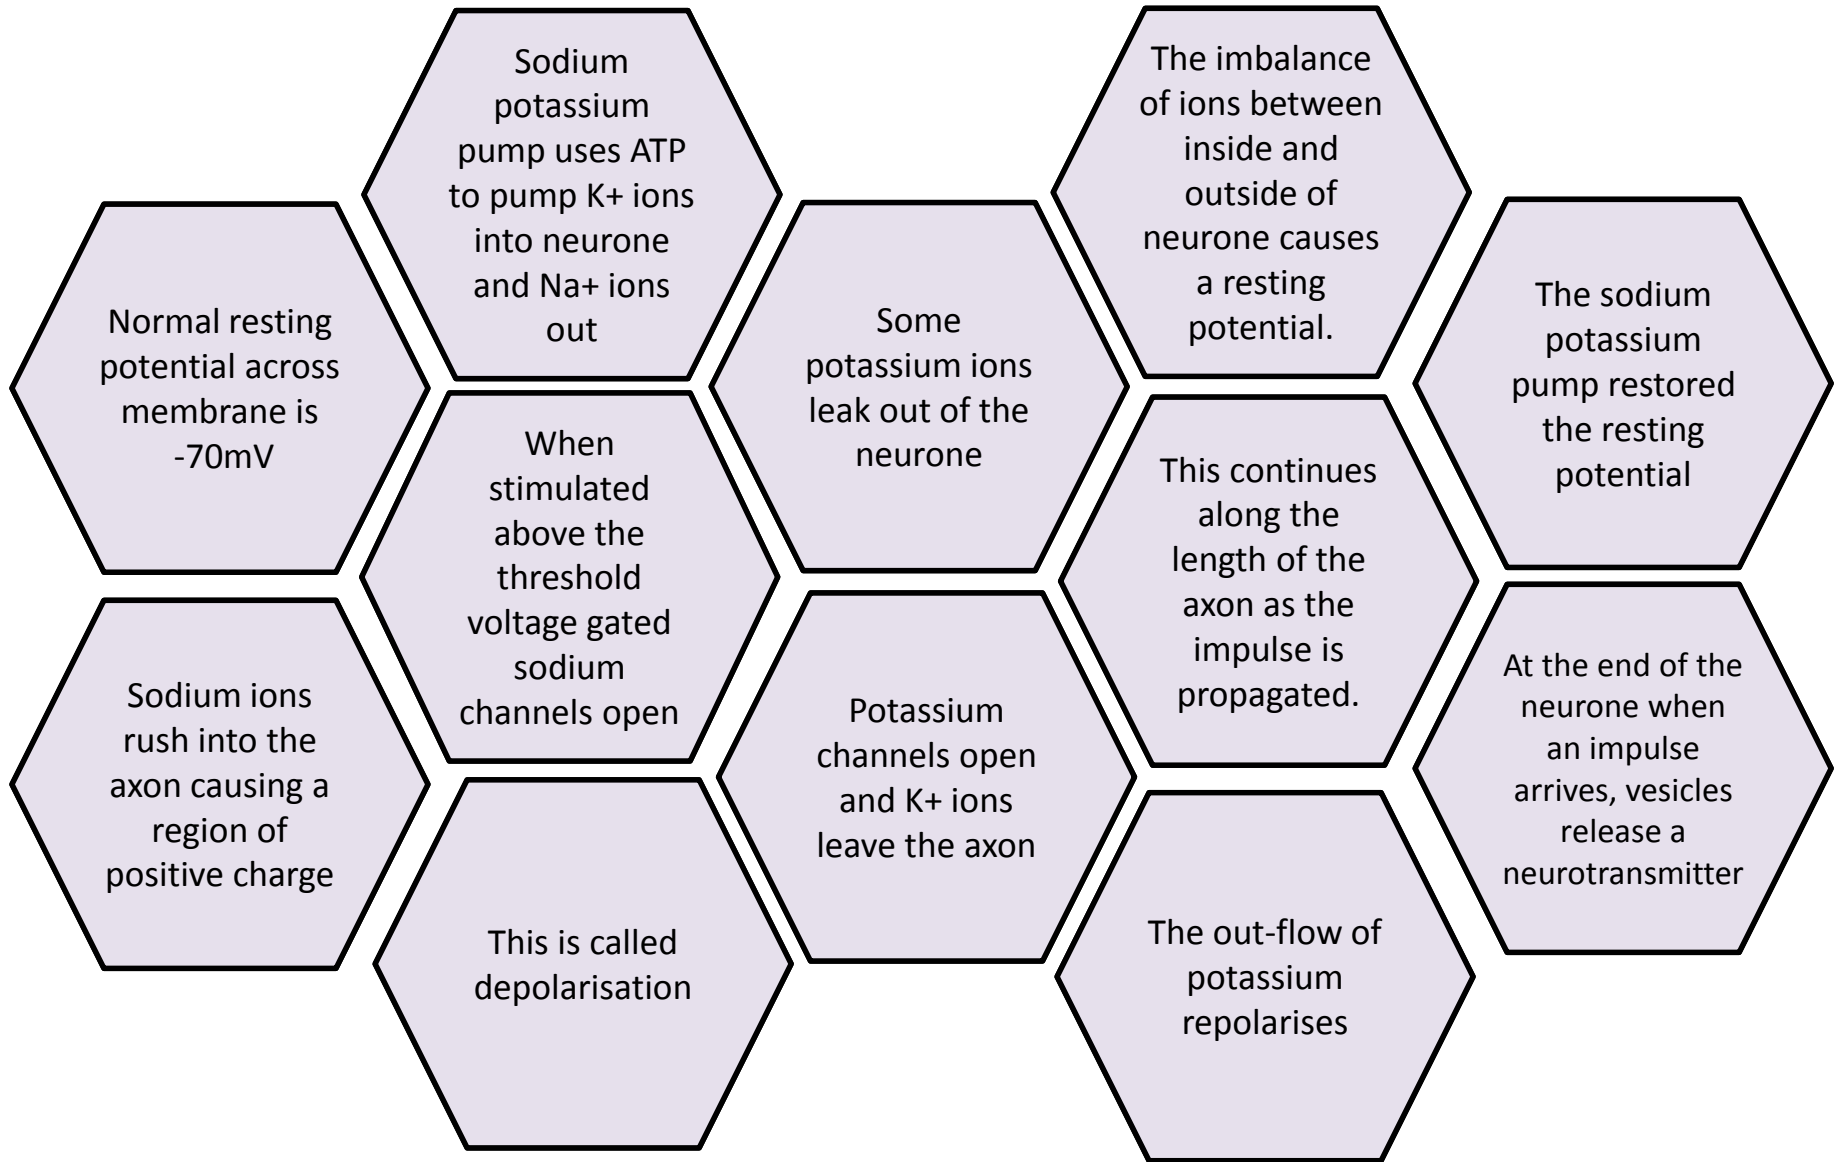 Normal resting
potential across
membrane is
-70mV
Sodium
potassium
pump uses ATP
to pump K+ ions
into neurone
and Na+ ions
out
Some
potassium ions
leak out of the
neurone
The imbalance
of ions between
inside and
outside of
neurone causes
a resting
potential.
The sodium
potassium
pump restored
the resting
potential
When
stimulated
above the
threshold
voltage gated
sodium
channels open
This continues
along the
length of the
axon as the
impulse is
propagated.
Sodium ions
rush into the
axon causing a
region of
positive charge
Potassium
channels open
and K+ ions
leave the axon
At the end of the
neurone when
an impulse
arrives, vesicles
release a
neurotransmitter
This is called
depolarisation
The out-flow of
potassium
repolarises